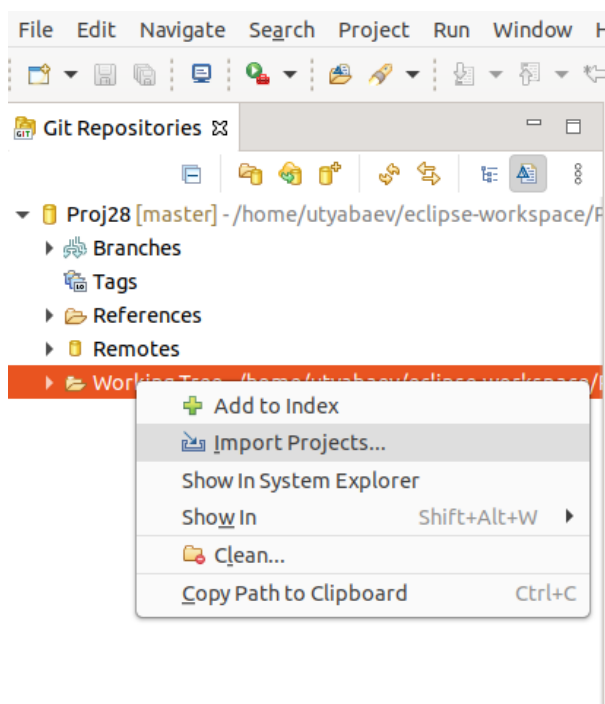 File Edit Navigate Search Project Run Window H
Git Repositories
Proj28 [master] - /home/utyabaev/eclipse-workspace/P
Branches
Tags
References
Remotes
Working Tree - /home/utyabaev/eclipse-workspace/P
Add to Index
Import Projects...
Show In System Explorer
Show In Shift+Alt+W
Clean...
Copy Path to Clipboard Ctrl+C